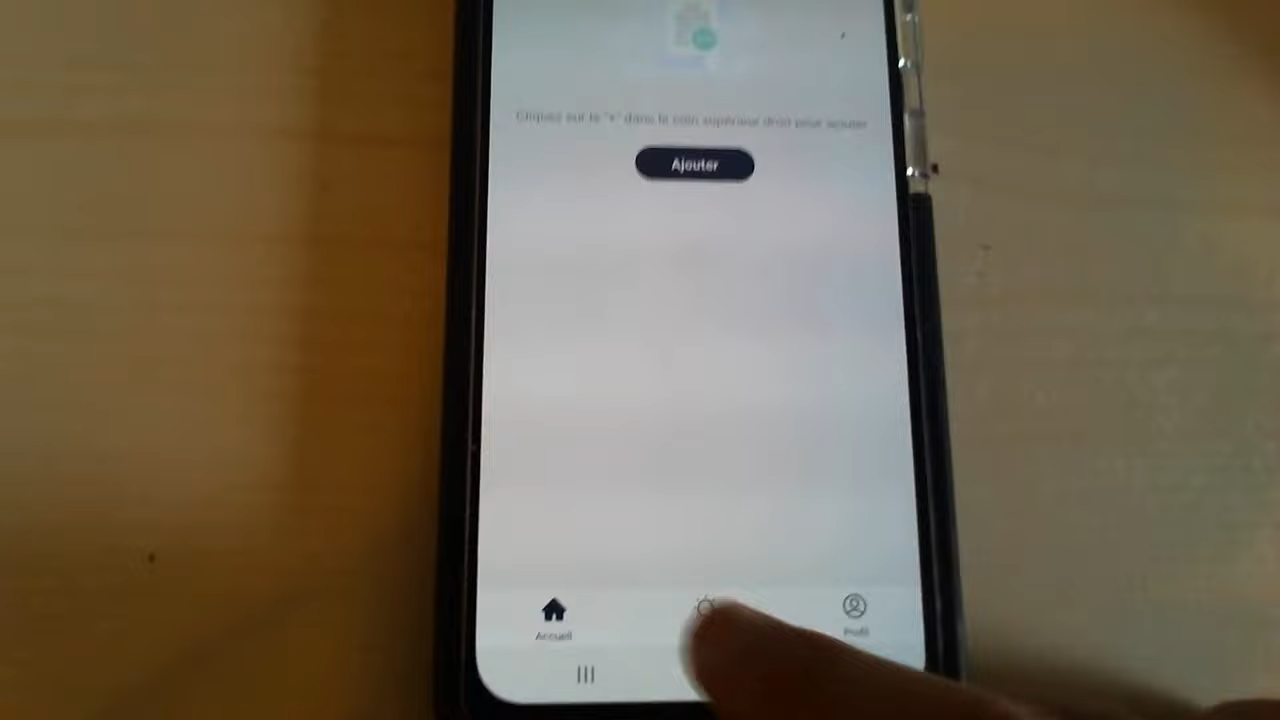 Cliquez sur le "+" dans le coin supérieur droit pour ajouter
Ajouter
Accueil
Profil